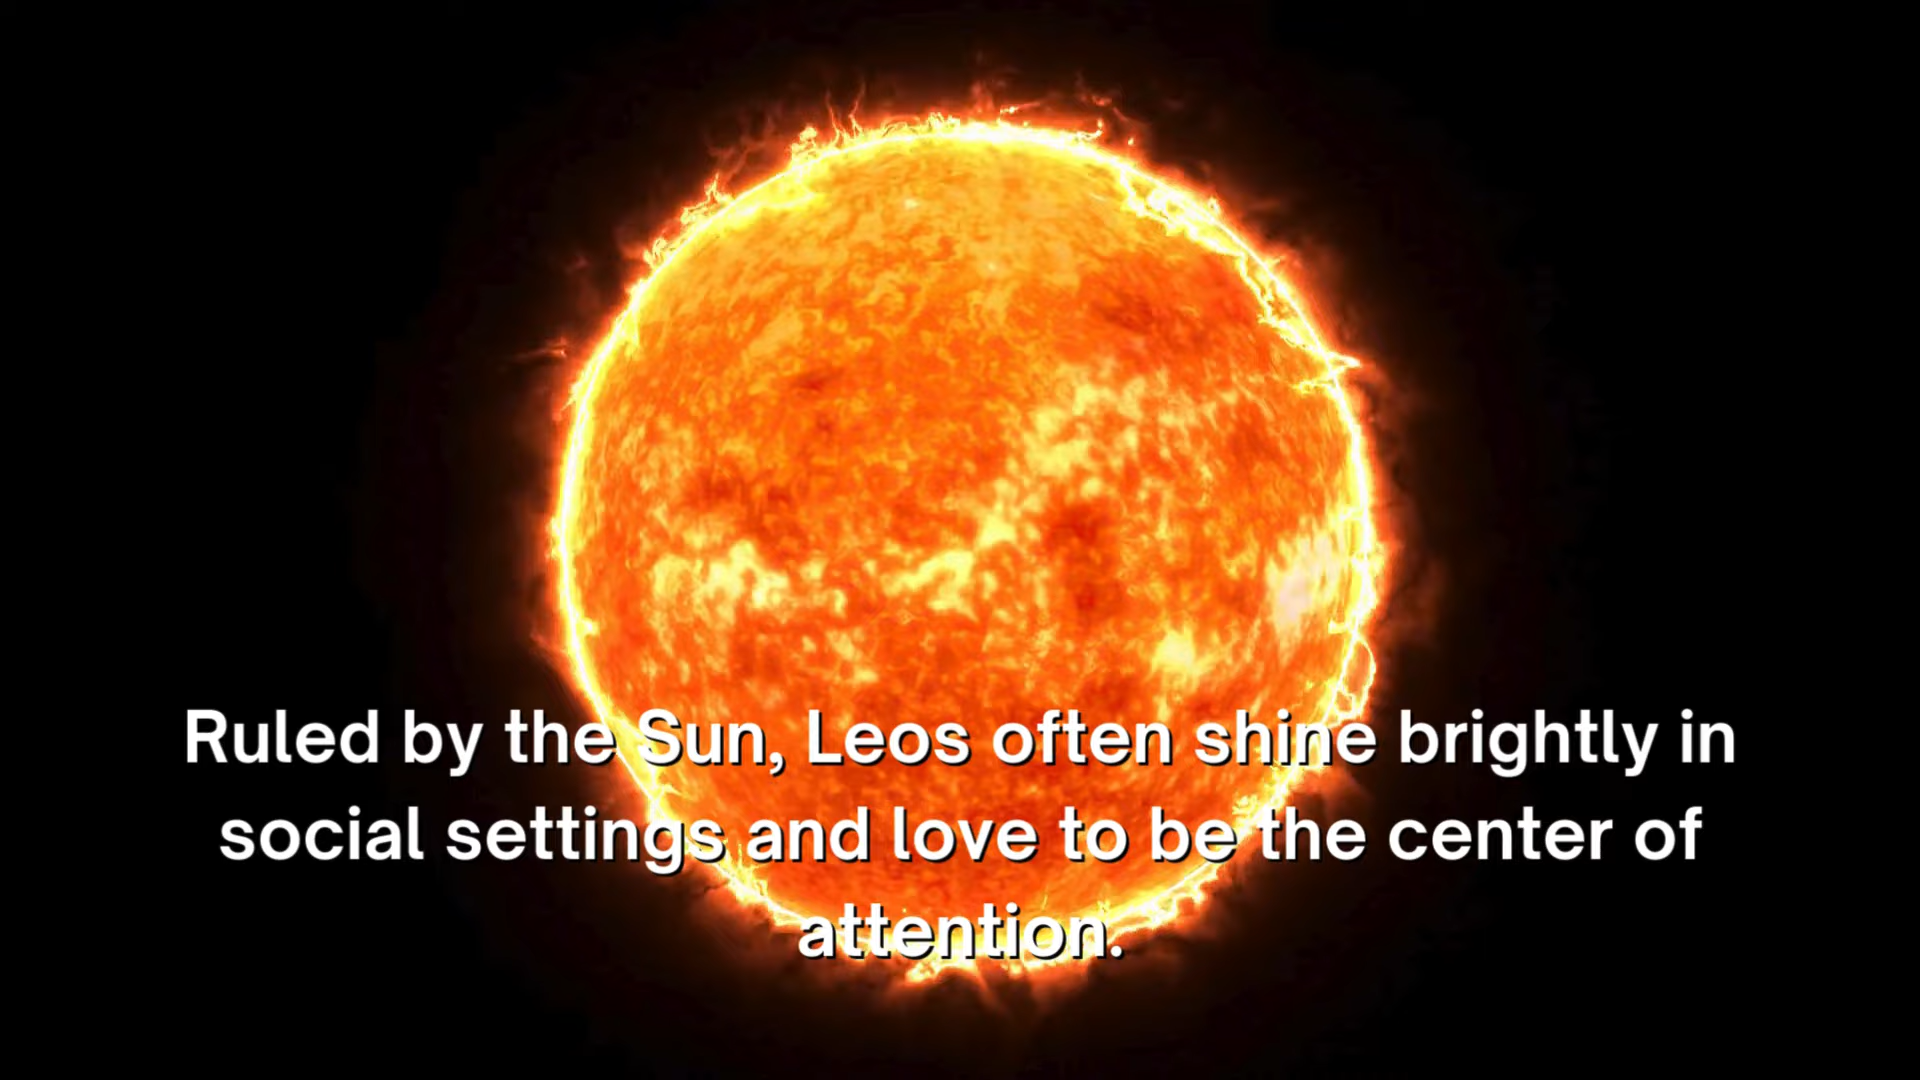 Ruled by the Sun, Leos often shine brightly in
social settings and love to be the center of
attention.